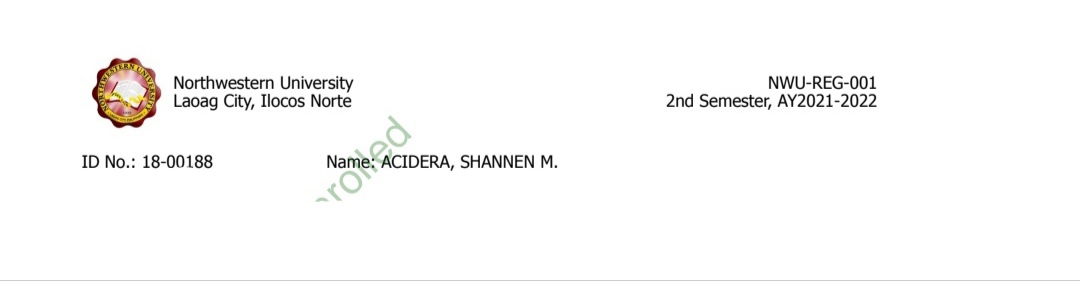 NORTHWESTERN UNIVERSITY
Northwestern University
Laoag City, Ilocos Norte
NWU-REG-001
2nd Semester, AY2021-2022
ID No.: 18-00188
Name: ACIDERA, SHANNEN M.
rolled